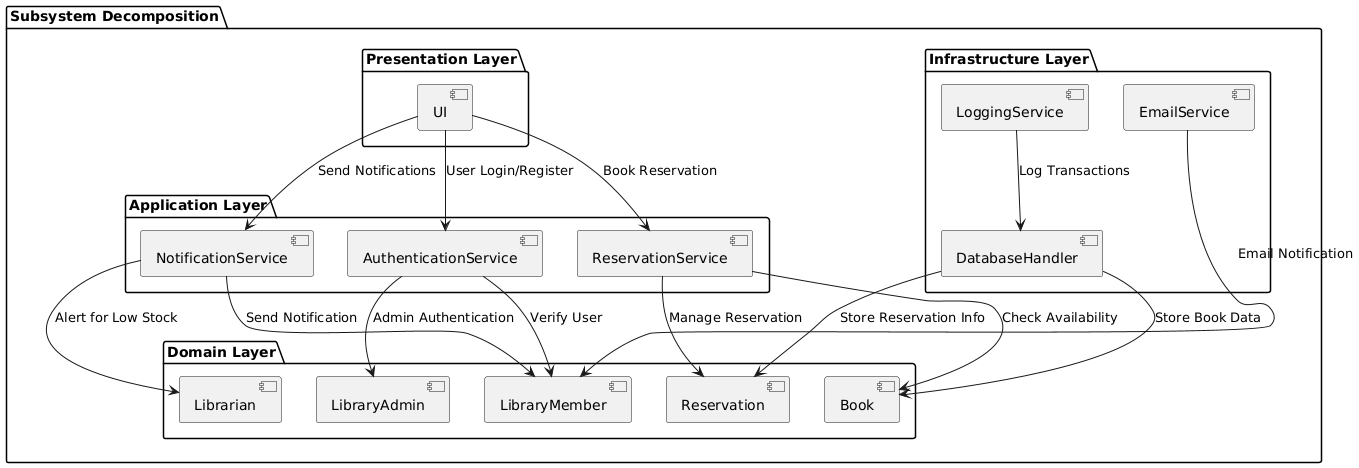 Subsystem Decomposition
Presentation Layer
Infrastructure Layer
UI
LoggingService
EmailService
Send Notifications
User Login/Register
Book Reservation
Log Transactions
Application Layer
NotificationService
AuthenticationService
ReservationService
DatabaseHandler
Email Notification
Alert for Low Stock
Send Notification
Admin Authentication
Verify User
Manage Reservation
Store Reservation Info
Check Availability
Store Book Data
Domain Layer
Librarian
LibraryAdmin
LibraryMember
Reservation
Book